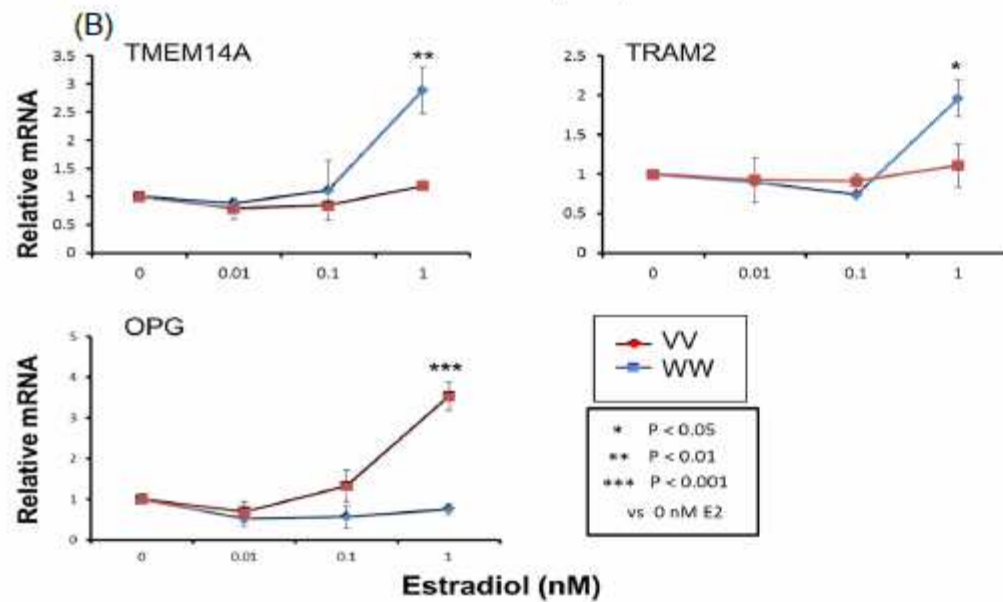 (B)
TMEM14A
Relative mRNA
3.5
3
2.5
2
1.5
1
0.5
0
**
0 0.01 0.1 1
TRAM2
2.5
2
1.5
1
0.5
0
*
0 0.01 0.1 1
OPG
Relative mRNA
5
4
3
2
1
0
***
0 0.01 0.1 1
Estradiol (nM)
VV
WW
* P < 0.05
** P < 0.01
*** P < 0.001
vs 0 nM E2